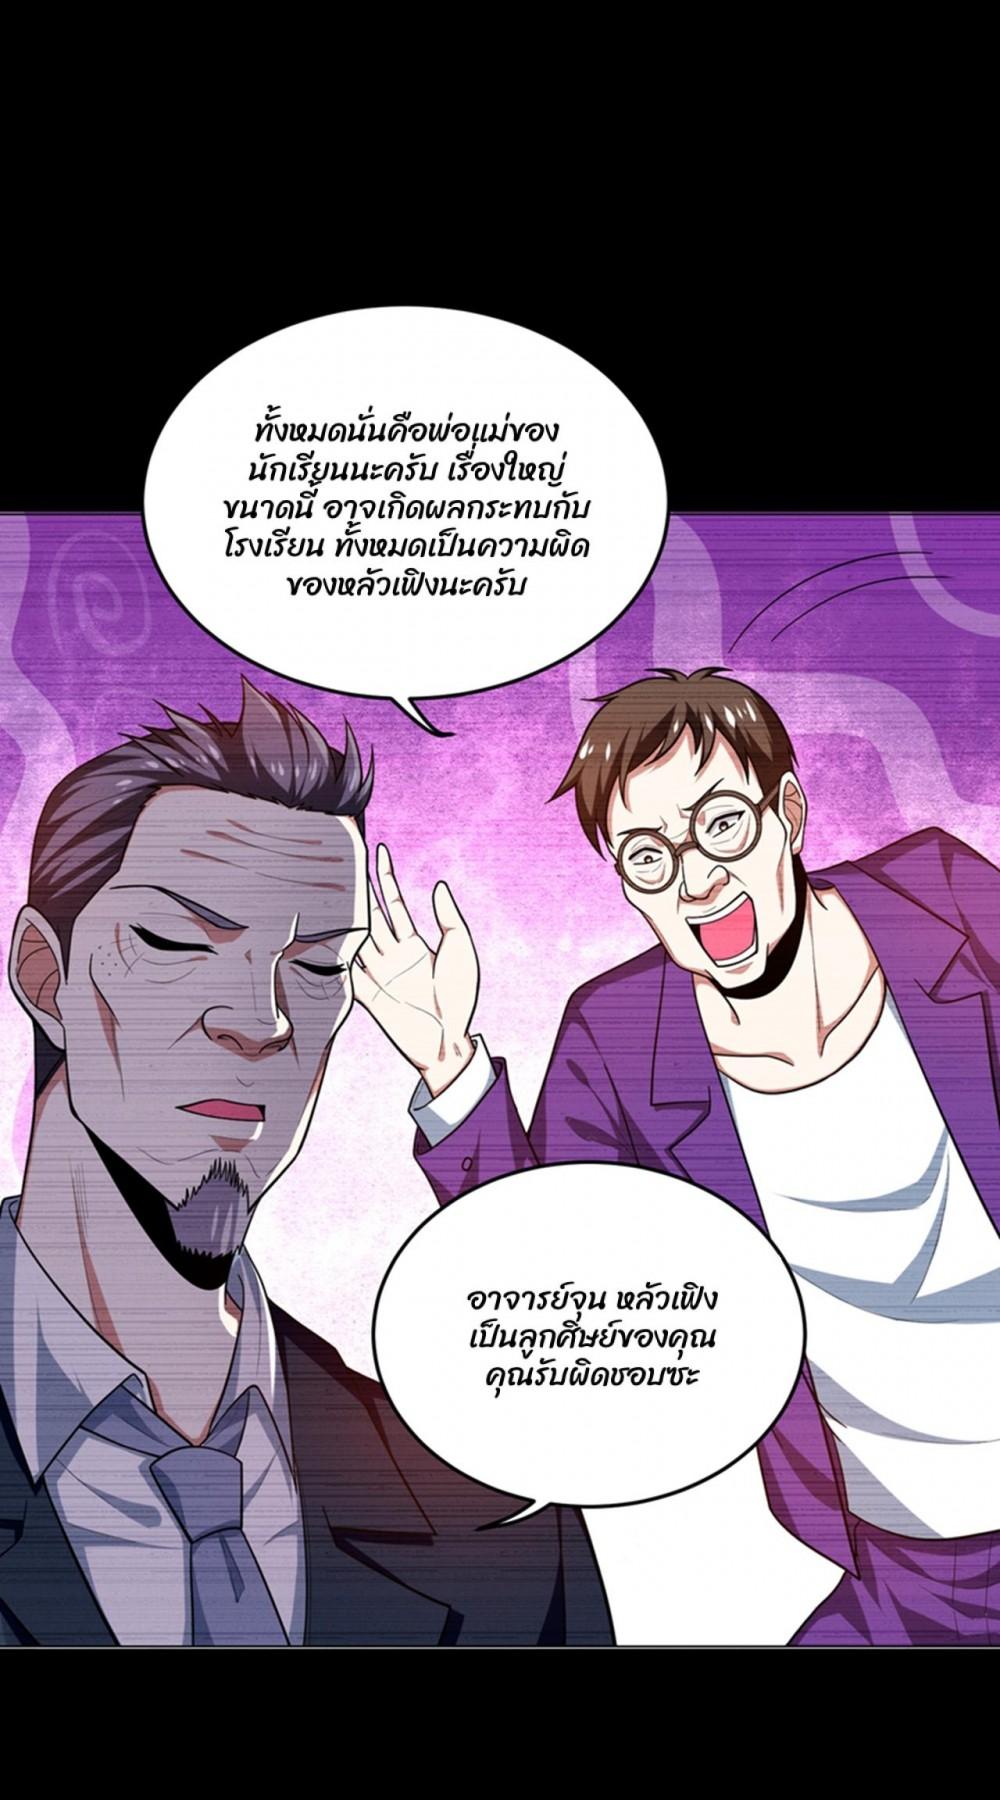 ทั้งหมดนั่นคือพ่อแม่ของ
นักเรียนนะครับ เรื่องใหญ่
ขนาดนี้ อาจเกิดผลกระทบกับ
โรงเรียน ทั้งหมดเป็นความผิด
ของหลัวเฟิงนะครับ
อาจารย์จุน หลัวเฟิง
เป็นลูกศิษย์ของคุณ
คุณรับผิดชอบซะ